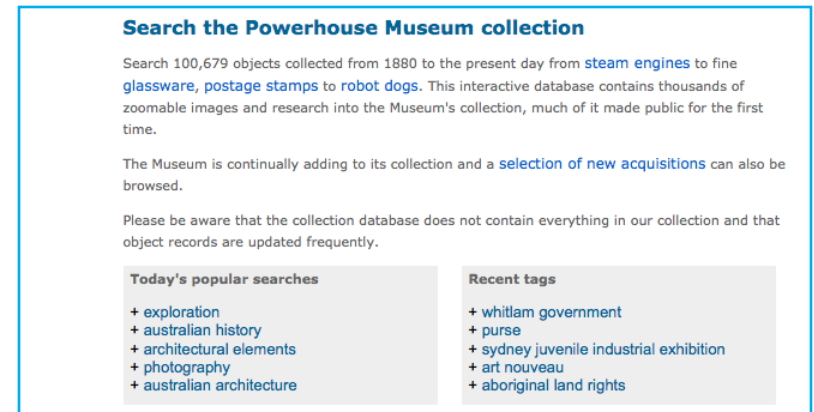 Search the Powerhouse Museum collection
Search 100,679 objects collected from 1880 to the present day from steam engines to fine
glassware, postage stamps to robot dogs. This interactive database contains thousands of
zoomable images and research into the Museum's collection, much of it made public for the first
time.
The Museum is continually adding to its collection and a selection of new acquisitions can also be
browsed.
Please be aware that the collection database does not contain everything in our collection and that
object records are updated frequently.
Today's popular searches
+ exploration
+ australian history
+ architectural elements
+ photography
+ australian architecture
Recent tags
+ whitlam government
+ purse
+ sydney juvenile industrial exhibition
+ art nouveau
+ aboriginal land rights